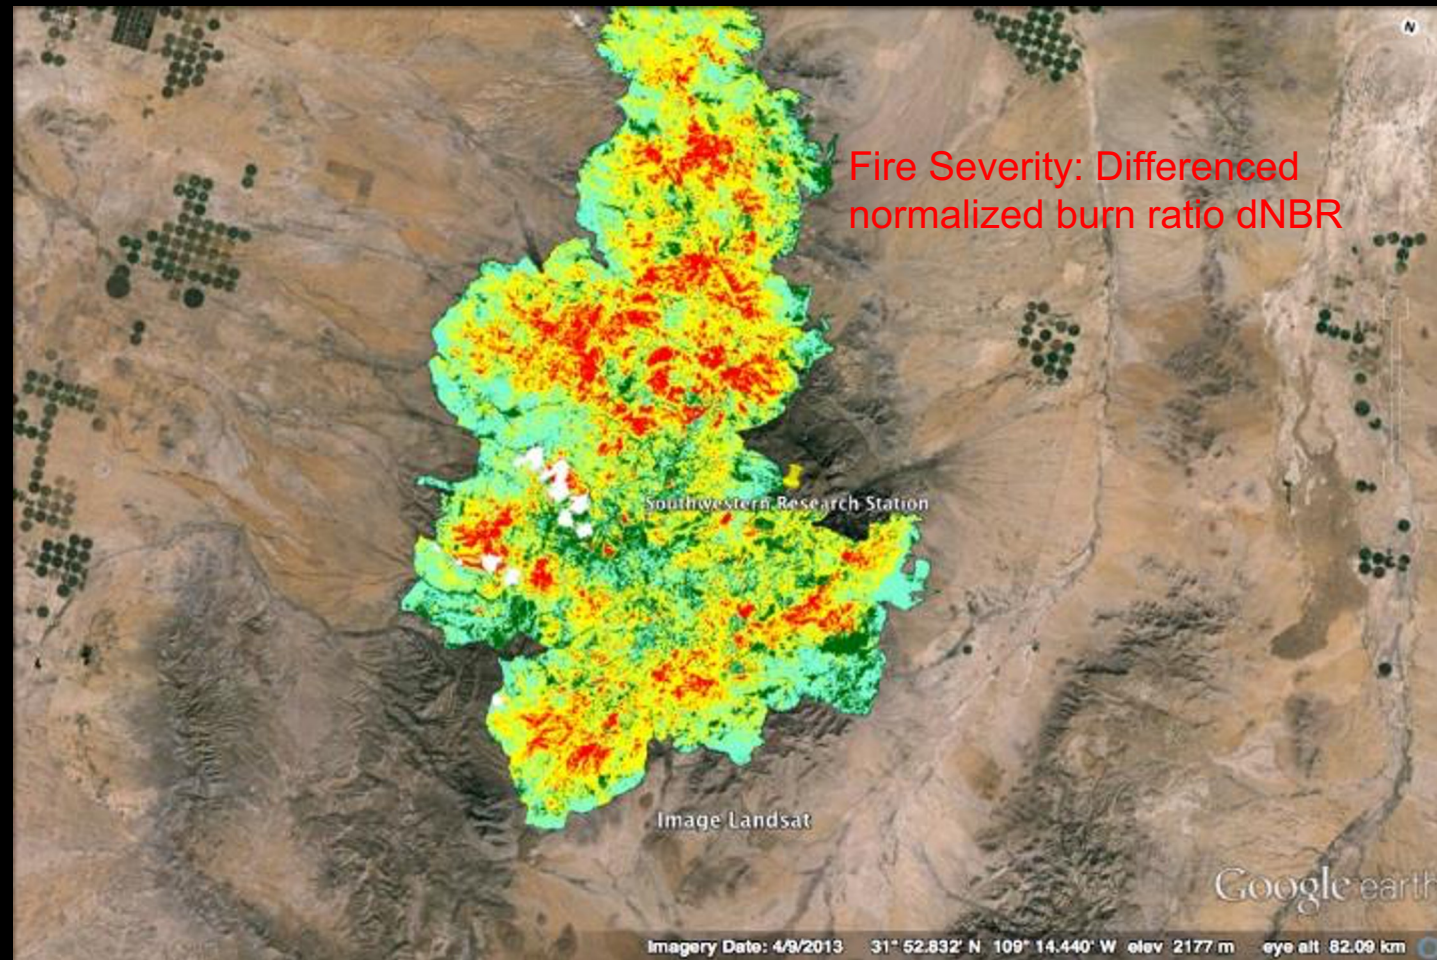 N
Fire Severity: Differenced
normalized burn ratio dNBR
Southwestern Research Station
Image Landsat
Google earth
Imagery Date: 4/9/2013 31° 52.832' N 109° 14.440' W elev 2177 m eye alt 82.09 km